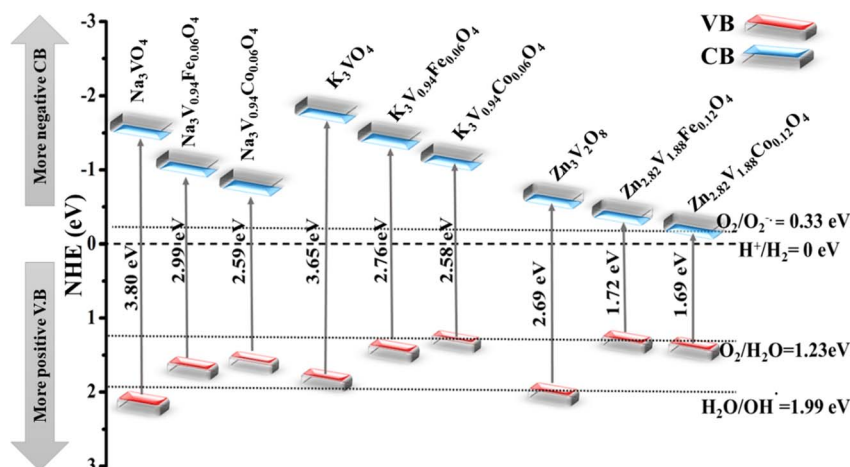 -3
-2
-1
0
1
2
3
NHE (eV)
More negative CB
More positive V.B
VB
CB
Na₃VO₄
Na₃V₀.₉₄Fe₀.₀₆O₄
Na₃V₀.₉₄Co₀.₀₆O₄
K₃VO₄
K₃V₀.₉₄Fe₀.₀₆O₄
K₃V₀.₉₄Co₀.₀₆O₄
Zn₃V₂O₈
Zn₂.₈₂V₁.₈₈Fe₀.₁₂O₄
Zn₂.₈₂V₁.₈₈Co₀.₁₂O₄
3.80 eV
2.99 eV
2.59 eV
3.65 eV
2.76 eV
2.58 eV
2.69 eV
1.72 eV
1.69 eV
O₂/O₂⁻· = 0.33 eV
H⁺/H₂= 0 eV
O₂/H₂O=1.23eV
H₂O/OH·=1.99 eV